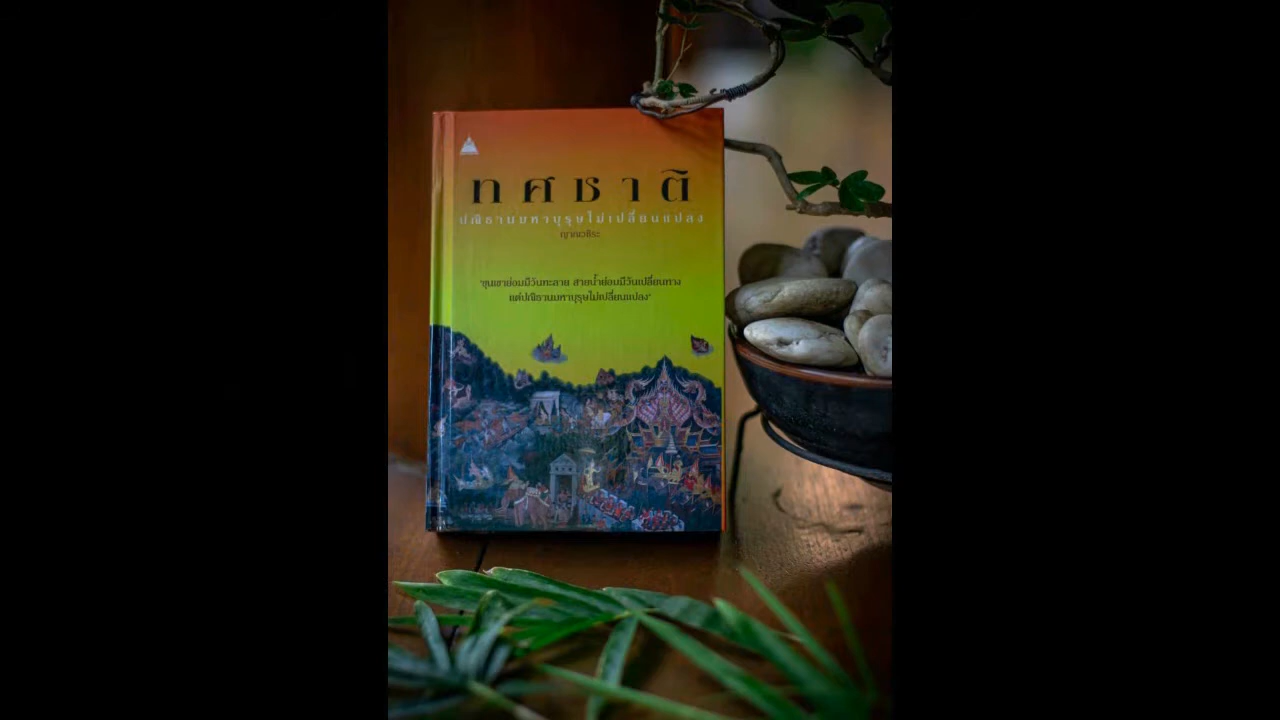 ทศชาติ
ปณิธานมหาบุรุษไม่เปลี่ยนแปลง
ญาณวชิระ
"ขุนเขาย่อมมีวันทะลาย สายน้ำย่อมมีวันเปลี่ยนทาง
แต่ปณิธานมหาบุรุษไม่เปลี่ยนแปลง"